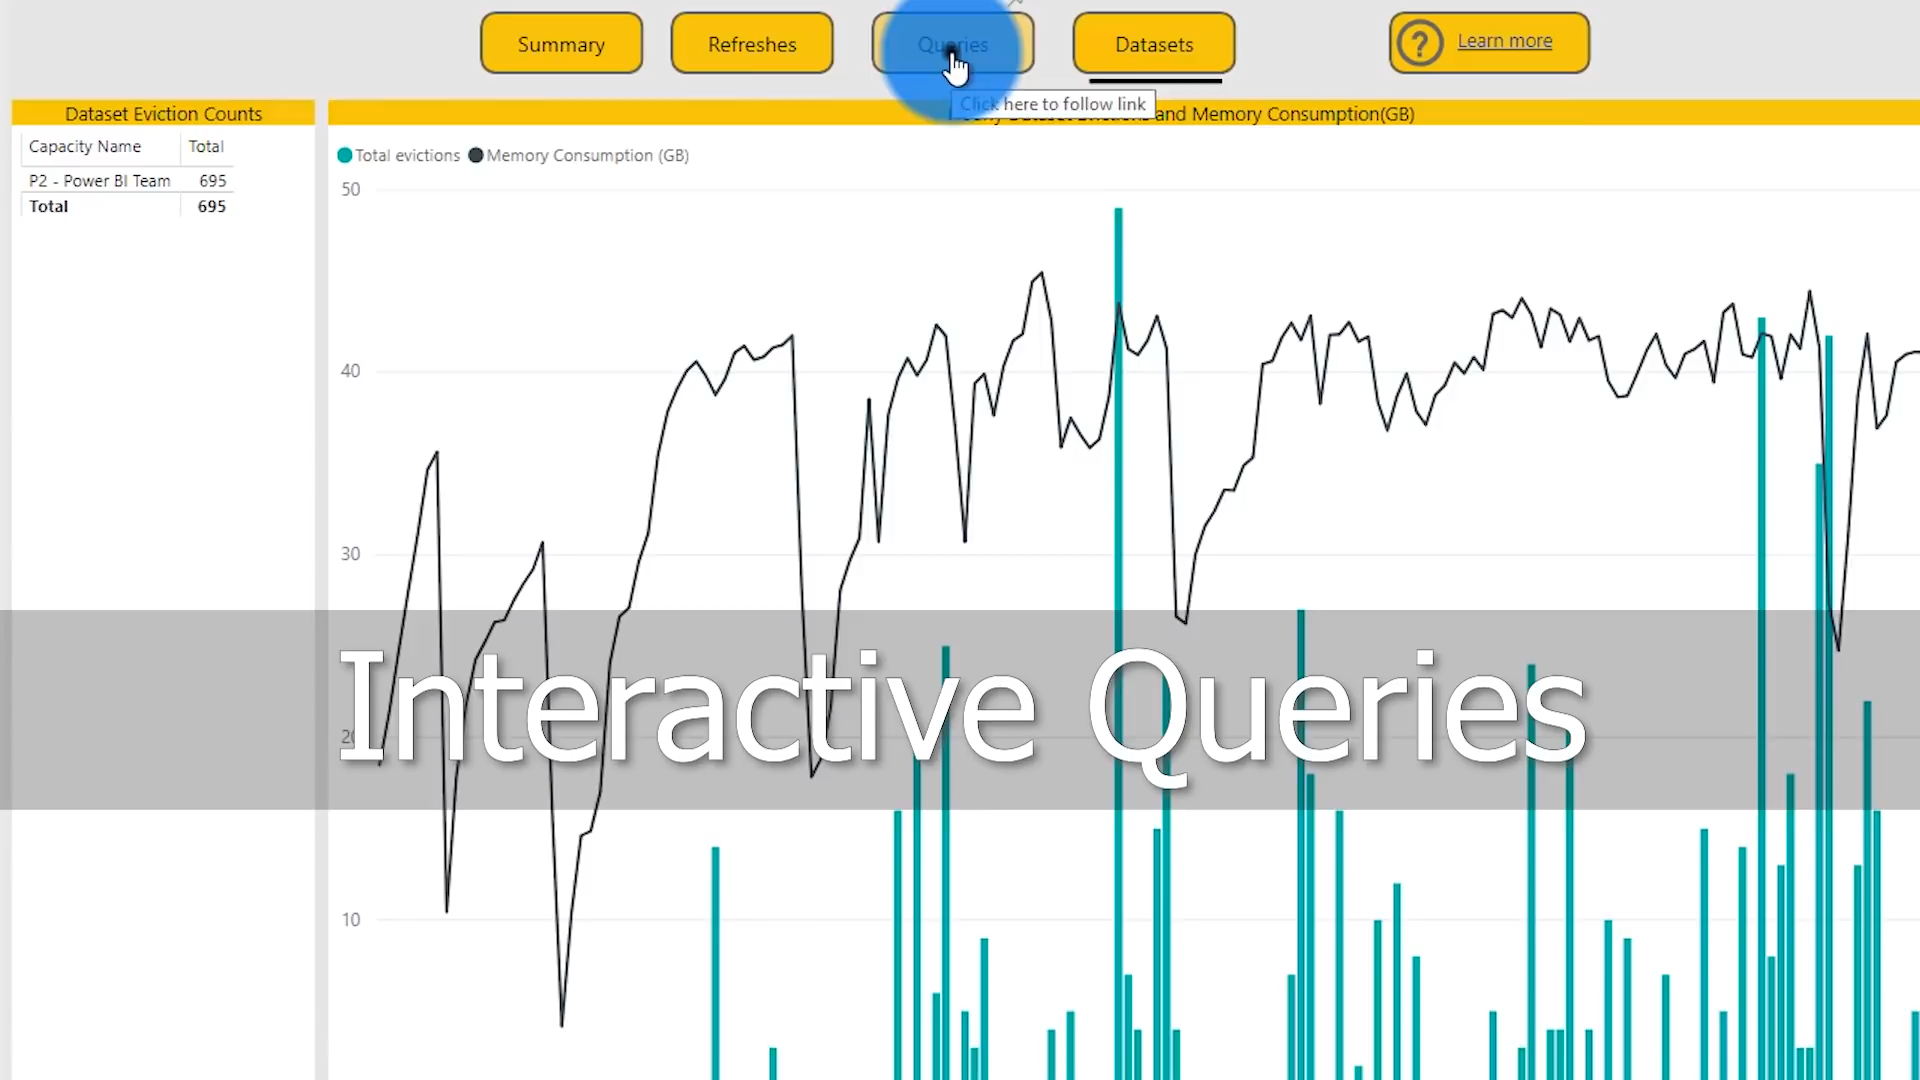 Summary
Refreshes
Queries
Datasets
? Learn more
Click here to follow link
Dataset Eviction Counts
and Memory Consumption(GB)
Capacity Name Total
P2 - Power BI Team 695
Total 695
Total evictions Memory Consumption (GB)
50
40
30
20
10
Interactive Queries